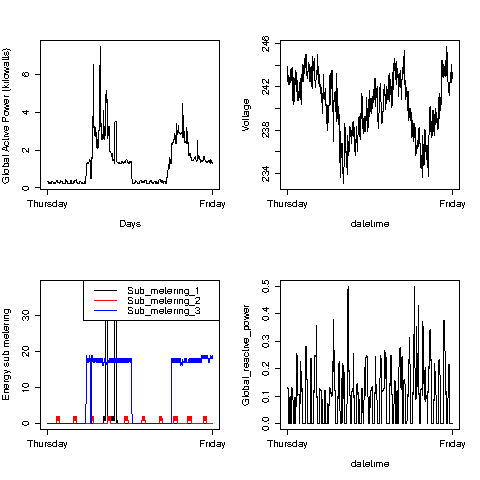 Global Active Power (kilowatts)
0
2
4
6
Thursday
Friday
Days
Voltage
234
238
242
246
Thursday
Friday
datetime
Energy sub metering
0
10
20
30
Sub_metering_1
Sub_metering_2
Sub_metering_3
Thursday
Friday
Global_reactive_power
0.0
0.1
0.2
0.3
0.4
0.5
Thursday
Friday
datetime